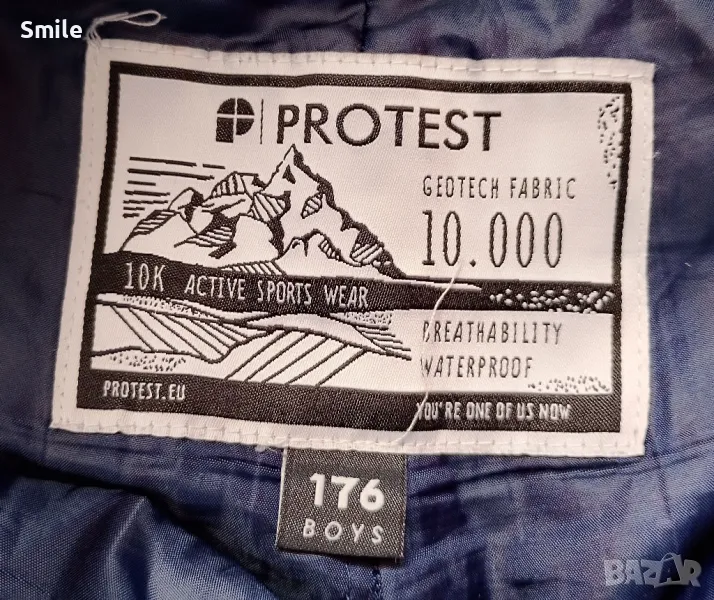 Smile
PROTEST
GEOTECH FABRIC
10.000
10K ACTIVE SPORTS WEAR
BREATHABILITY
WATERPROOF
PROTEST.EU
YOU'RE ONE OF US NOW
176
BOYS
BAZAR